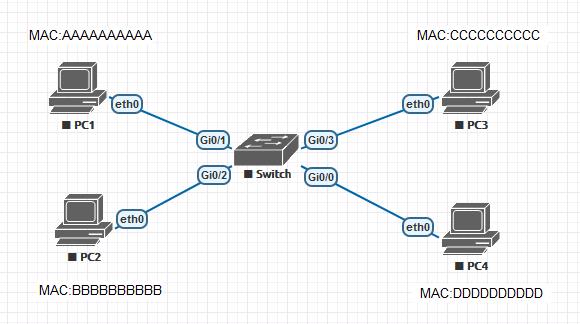 MAC:AAAAAAAAAA
MAC:CCCCCCCCCC
eth0
eth0
PC1
PC3
Gi0/1
Gi0/3
Switch
Gi0/2
Gi0/0
eth0
eth0
PC2
PC4
MAC:BBBBBBBBBB
MAC:DDDDDDDDDD